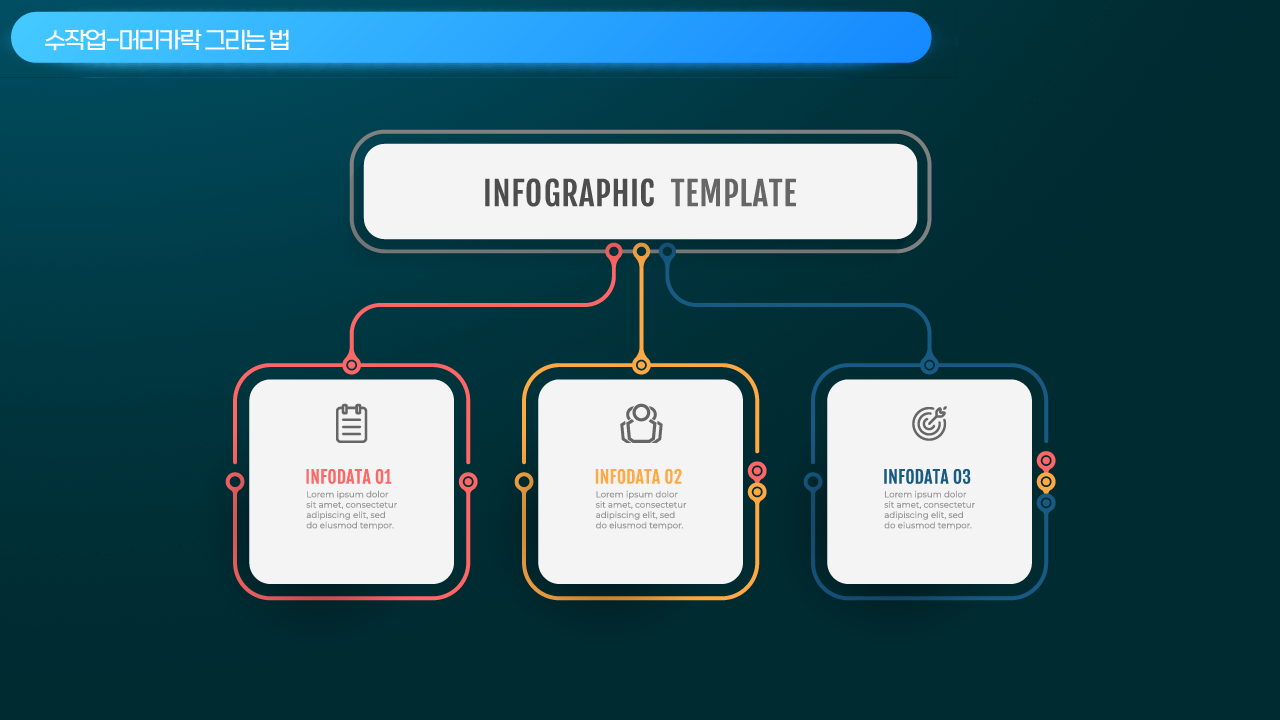 수작업-머리카락 그리는 법
INFOGRAPHIC TEMPLATE
INFODATA 01
Lorem ipsum dolor
sit amet, consectetur
adipiscing elit, sed
do eiusmod tempor.
INFODATA 02
Lorem ipsum dolor
sit amet, consectetur
adipiscing elit, sed
do eiusmod tempor.
INFODATA 03
Lorem ipsum dolor
sit amet, consectetur
adipiscing elit, sed
do eiusmod tempor.